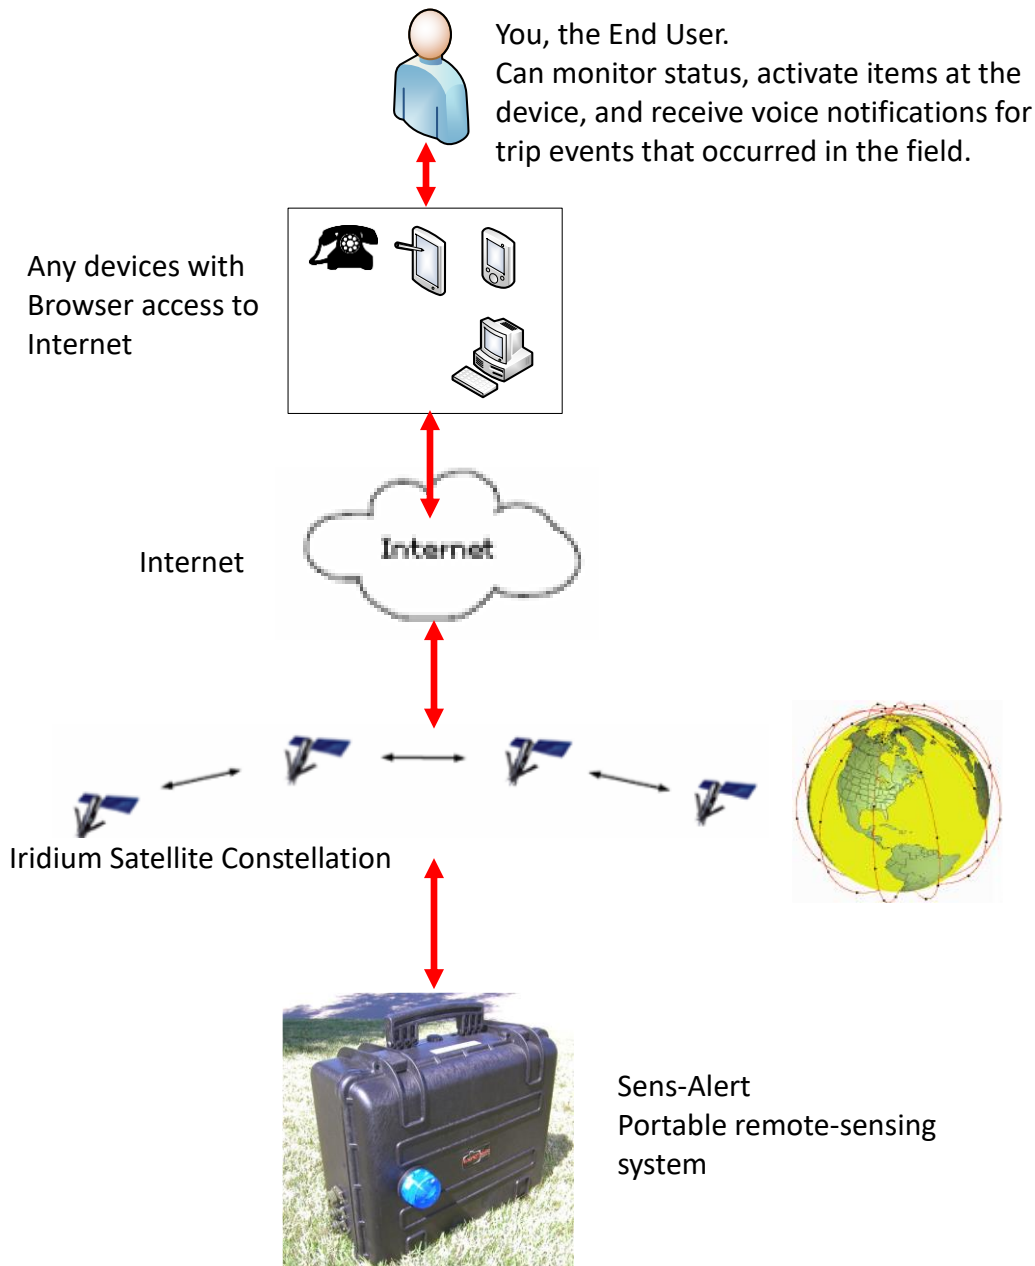 You, the End User.
Can monitor status, activate items at the
device, and receive voice notifications for
trip events that occurred in the field.
Any devices with
Browser access to
Internet
Internet
Internet
Iridium Satellite Constellation
Sens-Alert
Portable remote-sensing
system